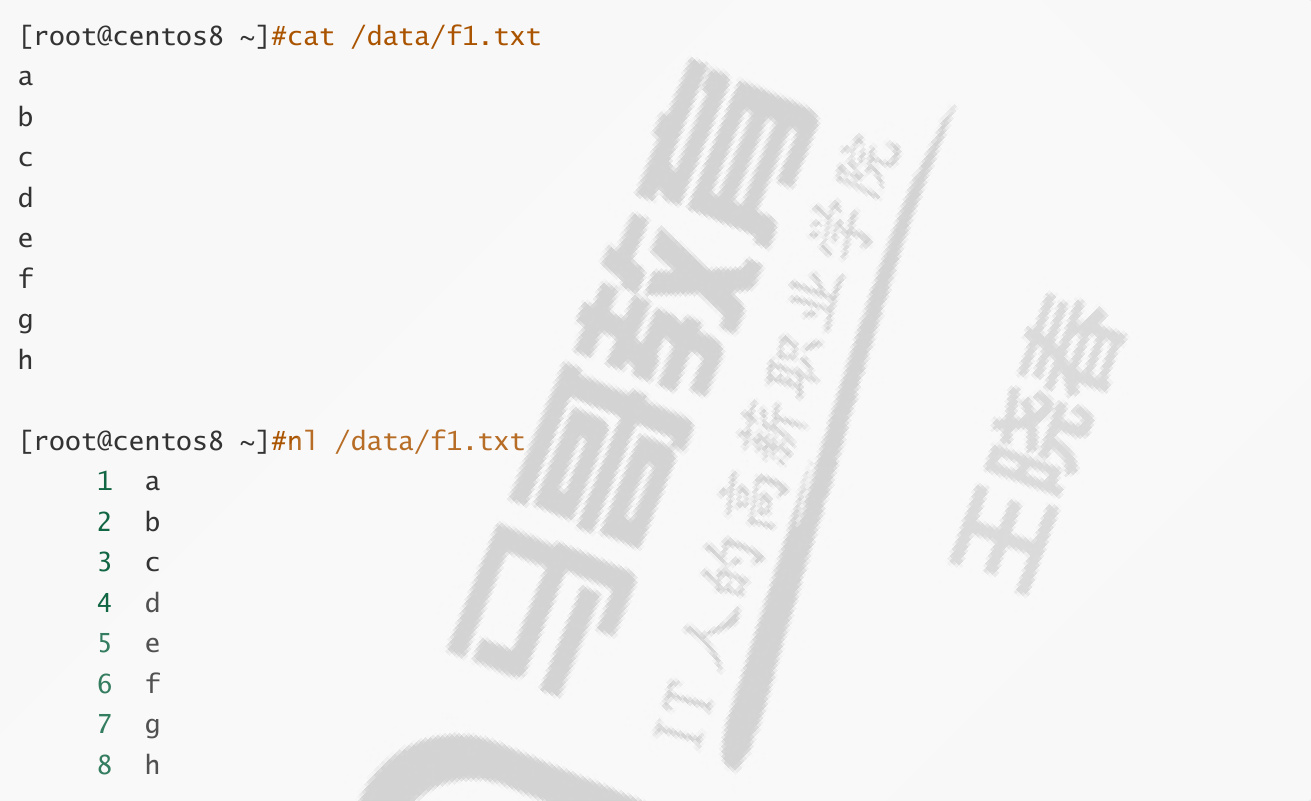 [root@centos8 ~]#cat /data/f1.txt
a
b
c
d
e
f
g
h
[root@centos8 ~]#nl /data/f1.txt
     1  a
     2  b
     3  c
     4  d
     5  e
     6  f
     7  g
     8  h
马哥教育
IT人的高薪职业学院
王晓春